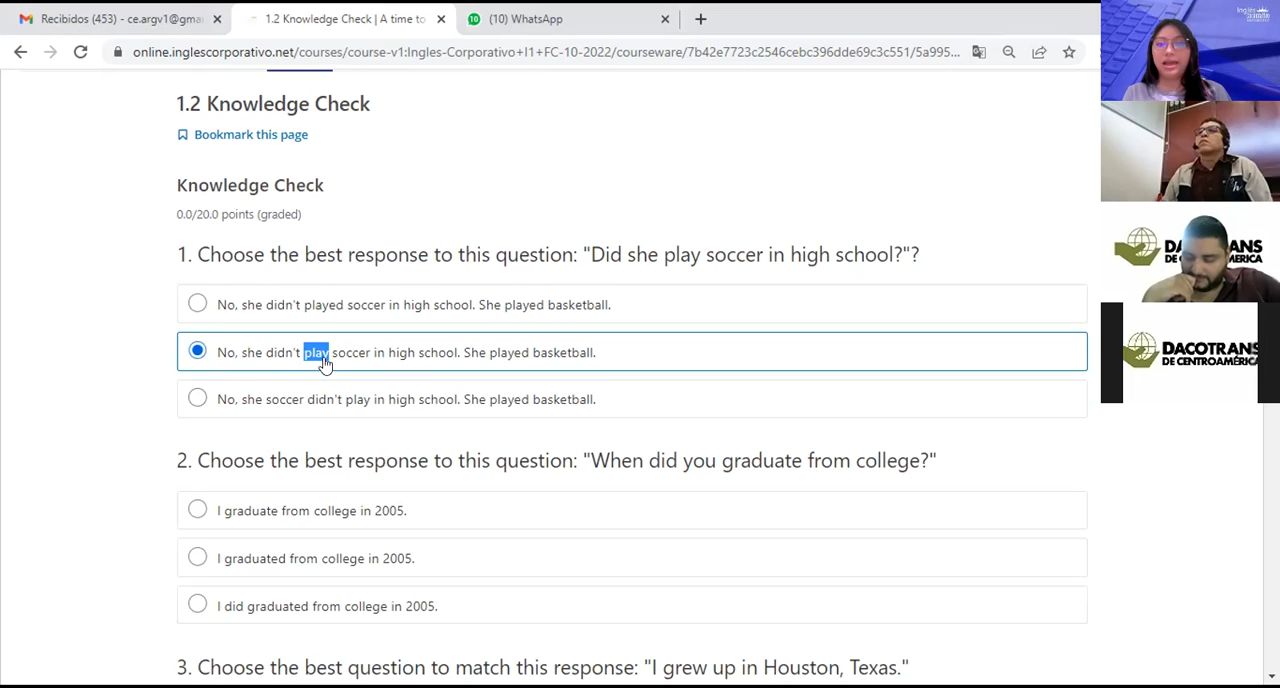 Recibidos (453) - ce.argv1@gma
1.2 Knowledge Check | A time to
(10) WhatsApp
online.inglescorporativo.net/courses/course-v1:Ingles-Corporativo+I1+FC-10-2022/courseware/7b42e7723c2546cebc396dde69c3c551/5a995...
1.2 Knowledge Check
Bookmark this page
Knowledge Check
0.0/20.0 points (graded)
1. Choose the best response to this question: "Did she play soccer in high school?"?
No, she didn't played soccer in high school. She played basketball.
No, she didn't play soccer in high school. She played basketball.
No, she soccer didn't play in high school. She played basketball.
2. Choose the best response to this question: "When did you graduate from college?"
I graduate from college in 2005.
I graduated from college in 2005.
I did graduated from college in 2005.
3. Choose the best question to match this response: "I grew up in Houston, Texas."
DACOTRANS
DE CENTROAMÉRICA